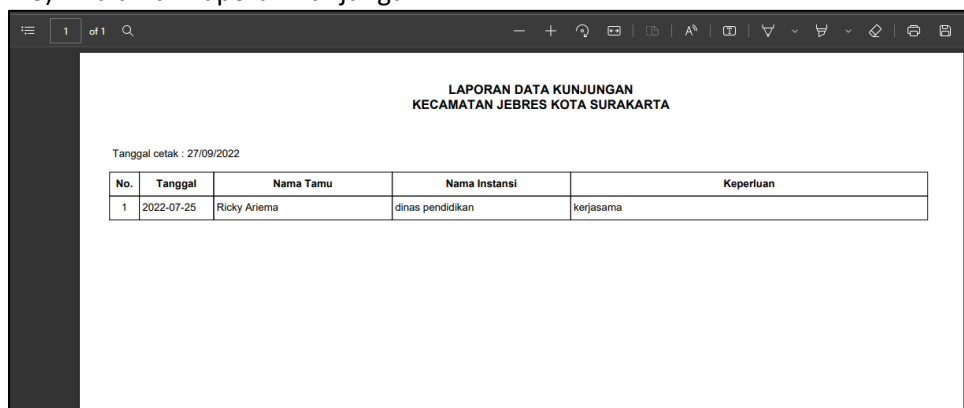 1 of 1
LAPORAN DATA KUNJUNGAN
KECAMATAN JEBRES KOTA SURAKARTA
Tanggal cetak : 27/09/2022
No. Tanggal Nama Tamu Nama Instansi Keperluan
1 2022-07-25 Ricky Ariema dinas pendidikan kerjasama